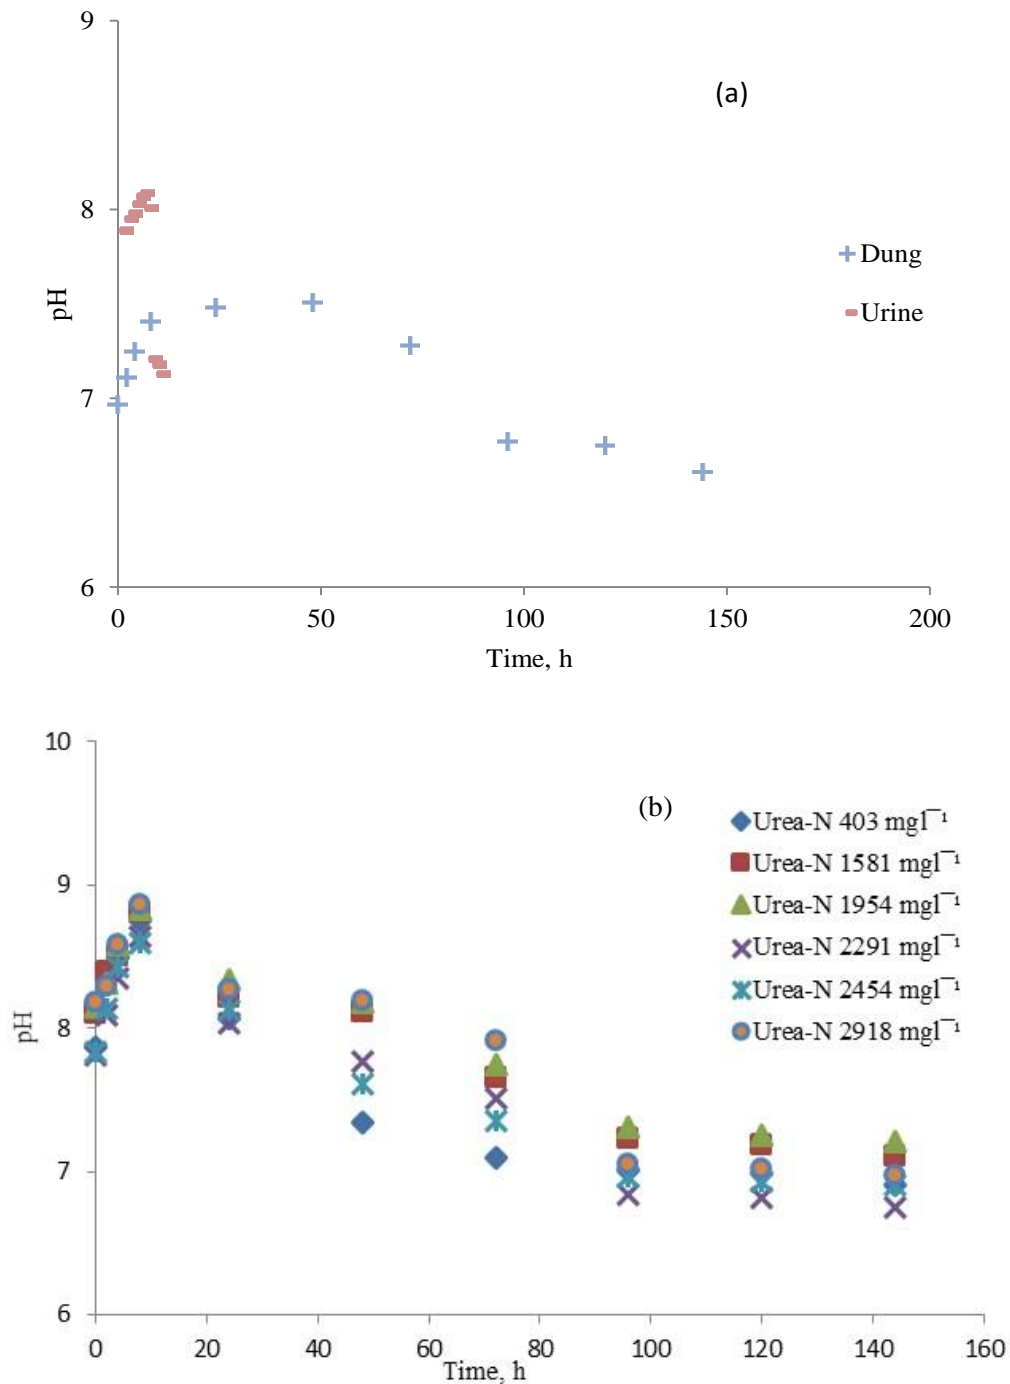 9
(a)
8
Dung
pH
Urine
7
6
0 50 100 150 200
Time, h
10
(b)
Urea-N 403 mgl¯¹
9
Urea-N 1581 mgl¯¹
Urea-N 1954 mgl¯¹
Urea-N 2291 mgl¯¹
Urea-N 2454 mgl¯¹
8
pH
Urea-N 2918 mgl¯¹
7
6
0 20 40 60 80 100 120 140 160
Time, h